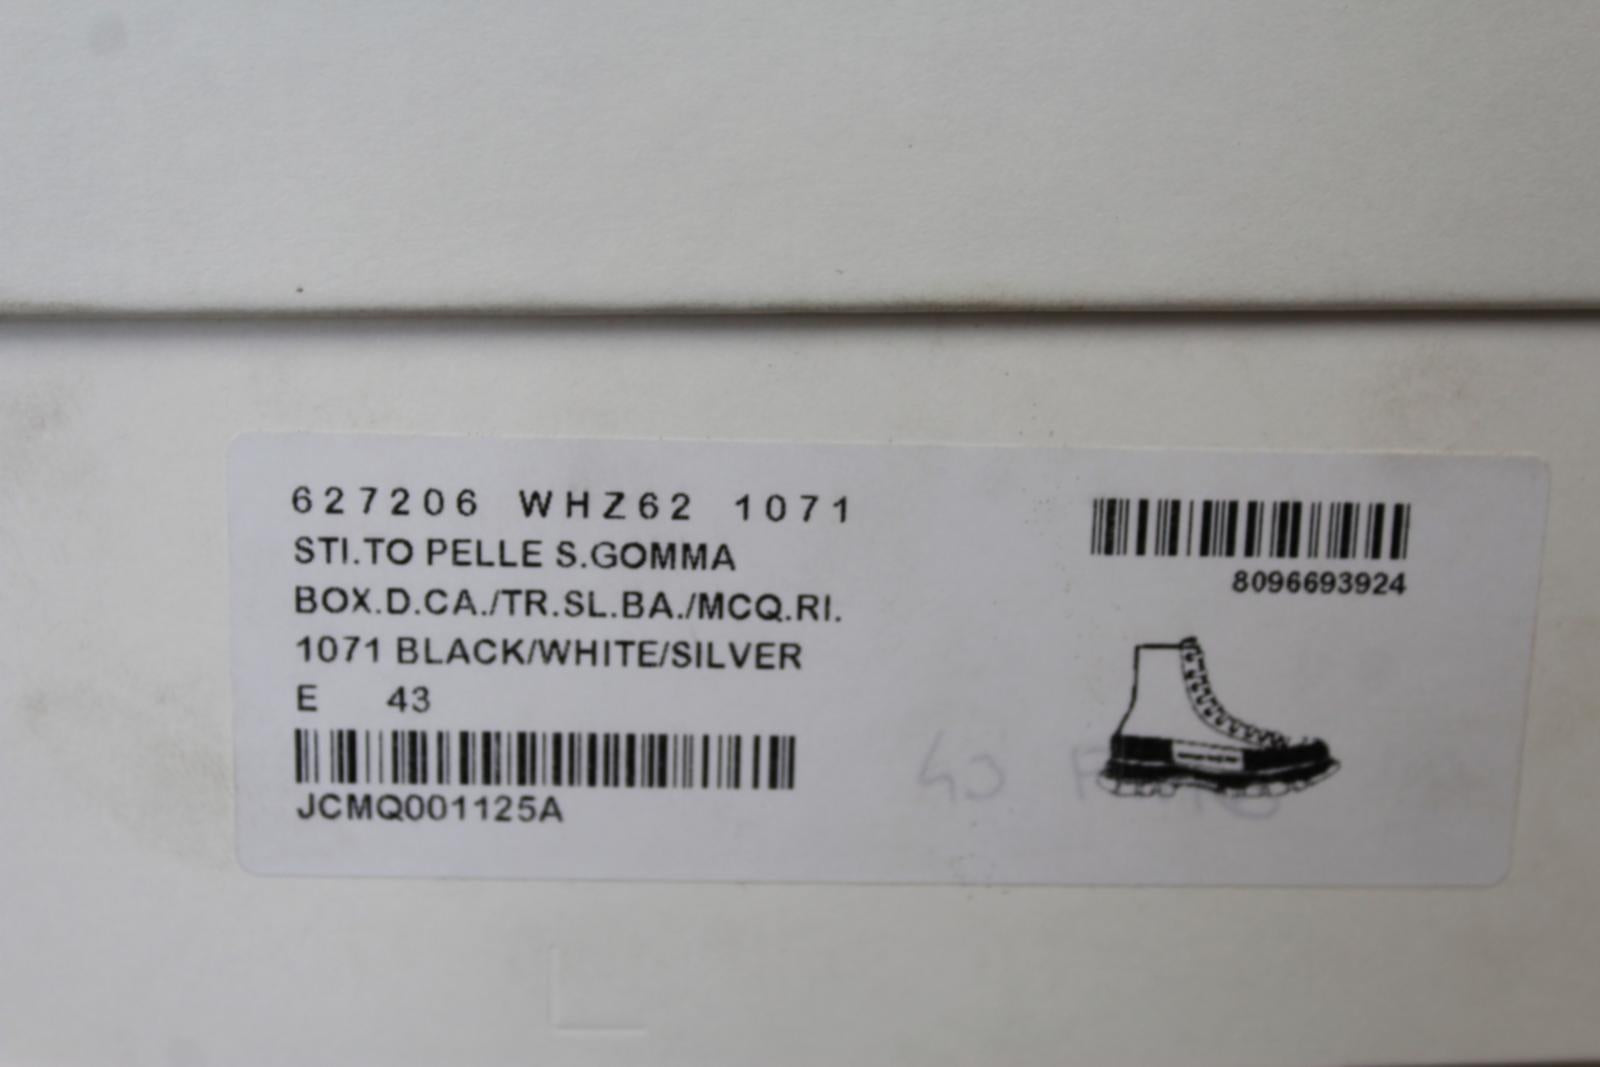 627206 WHZ62 1071
STI.TO PELLE S.GOMMA
BOX.D.CA./TR.SL.BA./MCQ.RI.
1071 BLACK/WHITE/SILVER
E 43
JCMQ001125A
8096693924